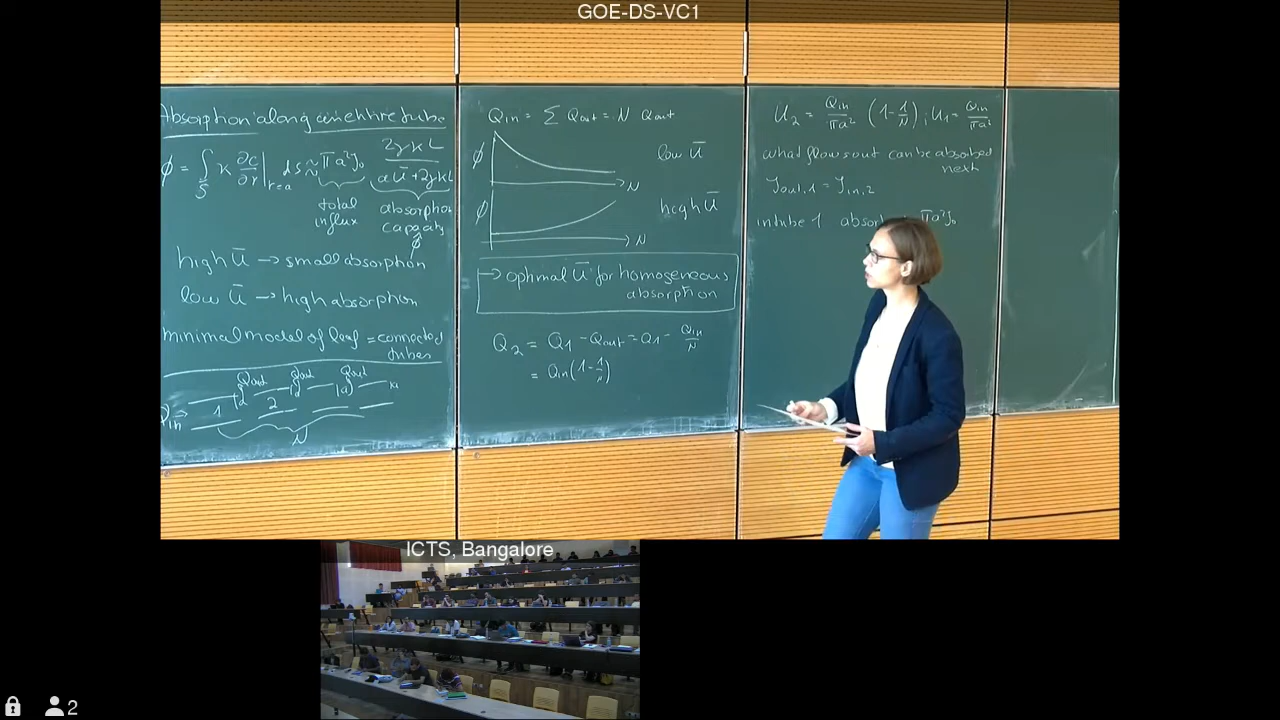 GOE-DS-VC1
Absorption along an entire tube
ϕ = ∫_S κ ∂c/∂r |_{r=a} ds ≈ πa²J₀ 2γκL / (aū + 2γκL)
total influx
absorption capacity ϕ
high ū → small absorption
low ū → high absorption
minimal model of leaf = connected tubes
Qout Qout Qout
Qin → 1 2
N
Qin = Σ Qout = N Qout
ϕ
low ū
N
ϕ
high ū
N
→ optimal ū for homogeneous absorption
Q₂ = Q₁ - Qout = Q₁ - Qin/N
= Qin(1 - 1/N)
U₂ = Qin/πa² (1 - 1/N) ; U₁ = Qin/πa²
what flows out can be absorbed next
Jout,1 = Jin,2
in tube 1 πa²J₀
ICTS, Bangalore
2